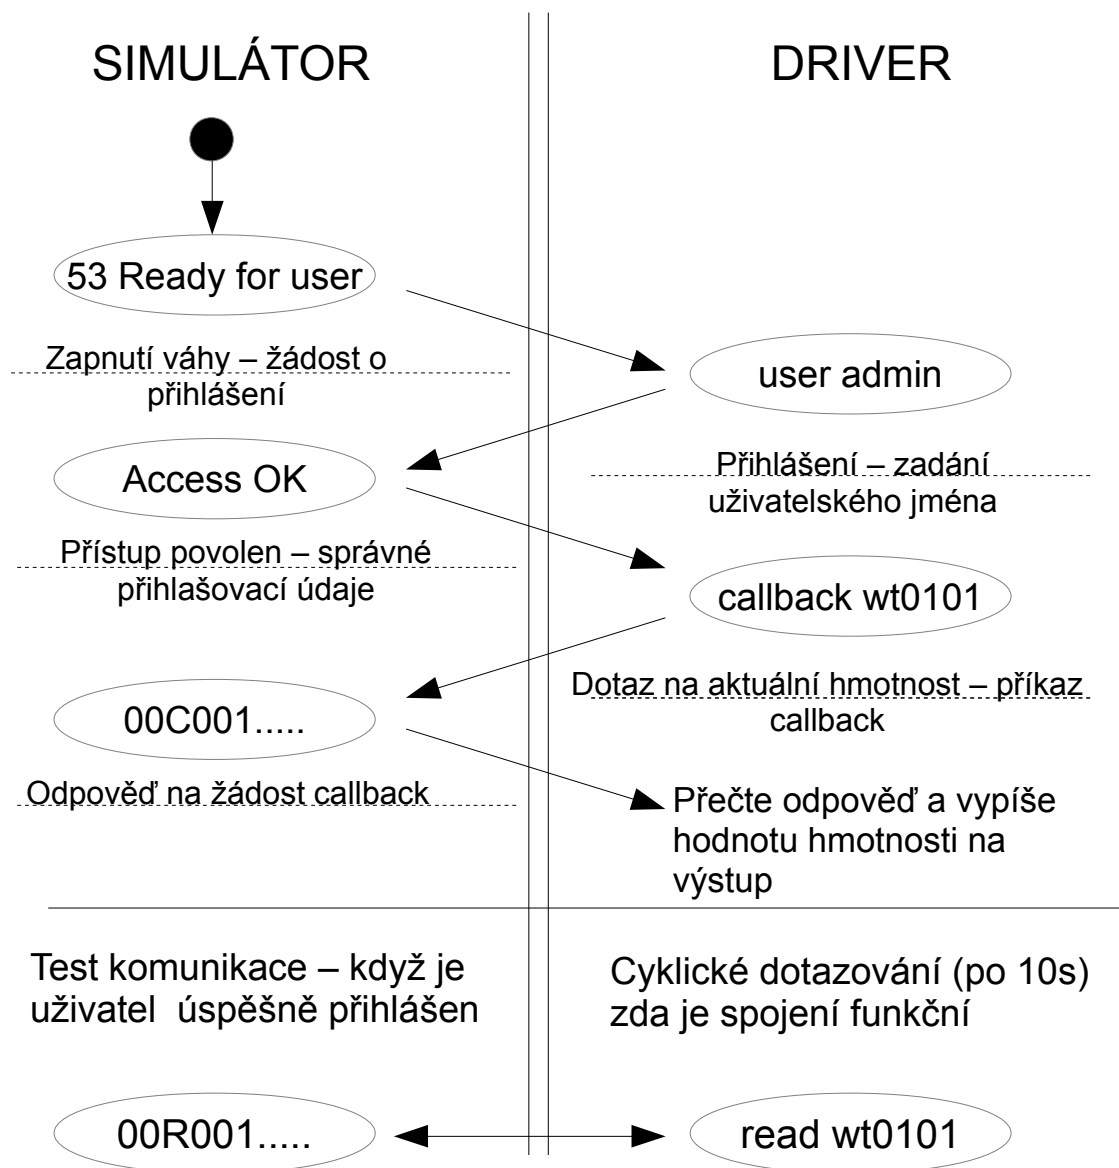 SIMULÁTOR
DRIVER
53 Ready for user
Zapnutí váhy – žádost o
přihlášení
user admin
Access OK
Přihlášení – zadání
uživatelského jména
Přístup povolen – správné
přihlašovací údaje
callback wt0101
Dotaz na aktuální hmotnost – příkaz
callback
00C001.....
Odpověď na žádost callback
Přečte odpověď a vypíše
hodnotu hmotnosti na
výstup
Test komunikace – když je
uživatel úspěšně přihlášen
Cyklické dotazování (po 10s)
zda je spojení funkční
00R001.....
read wt0101